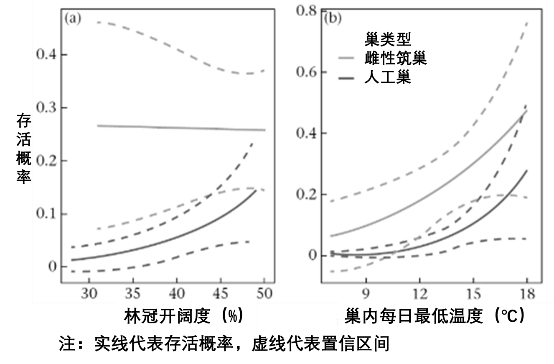 (a)
0.4
0.3
0.2
0.1
0
存活概率
30 35 40 45 50
林冠开阔度（%）
(b)
0.8
0.6
0.4
0.2
0
巢类型
雌性筑巢
人工巢
9 12 15 18
巢内每日最低温度（℃）
注：实线代表存活概率，虚线代表置信区间